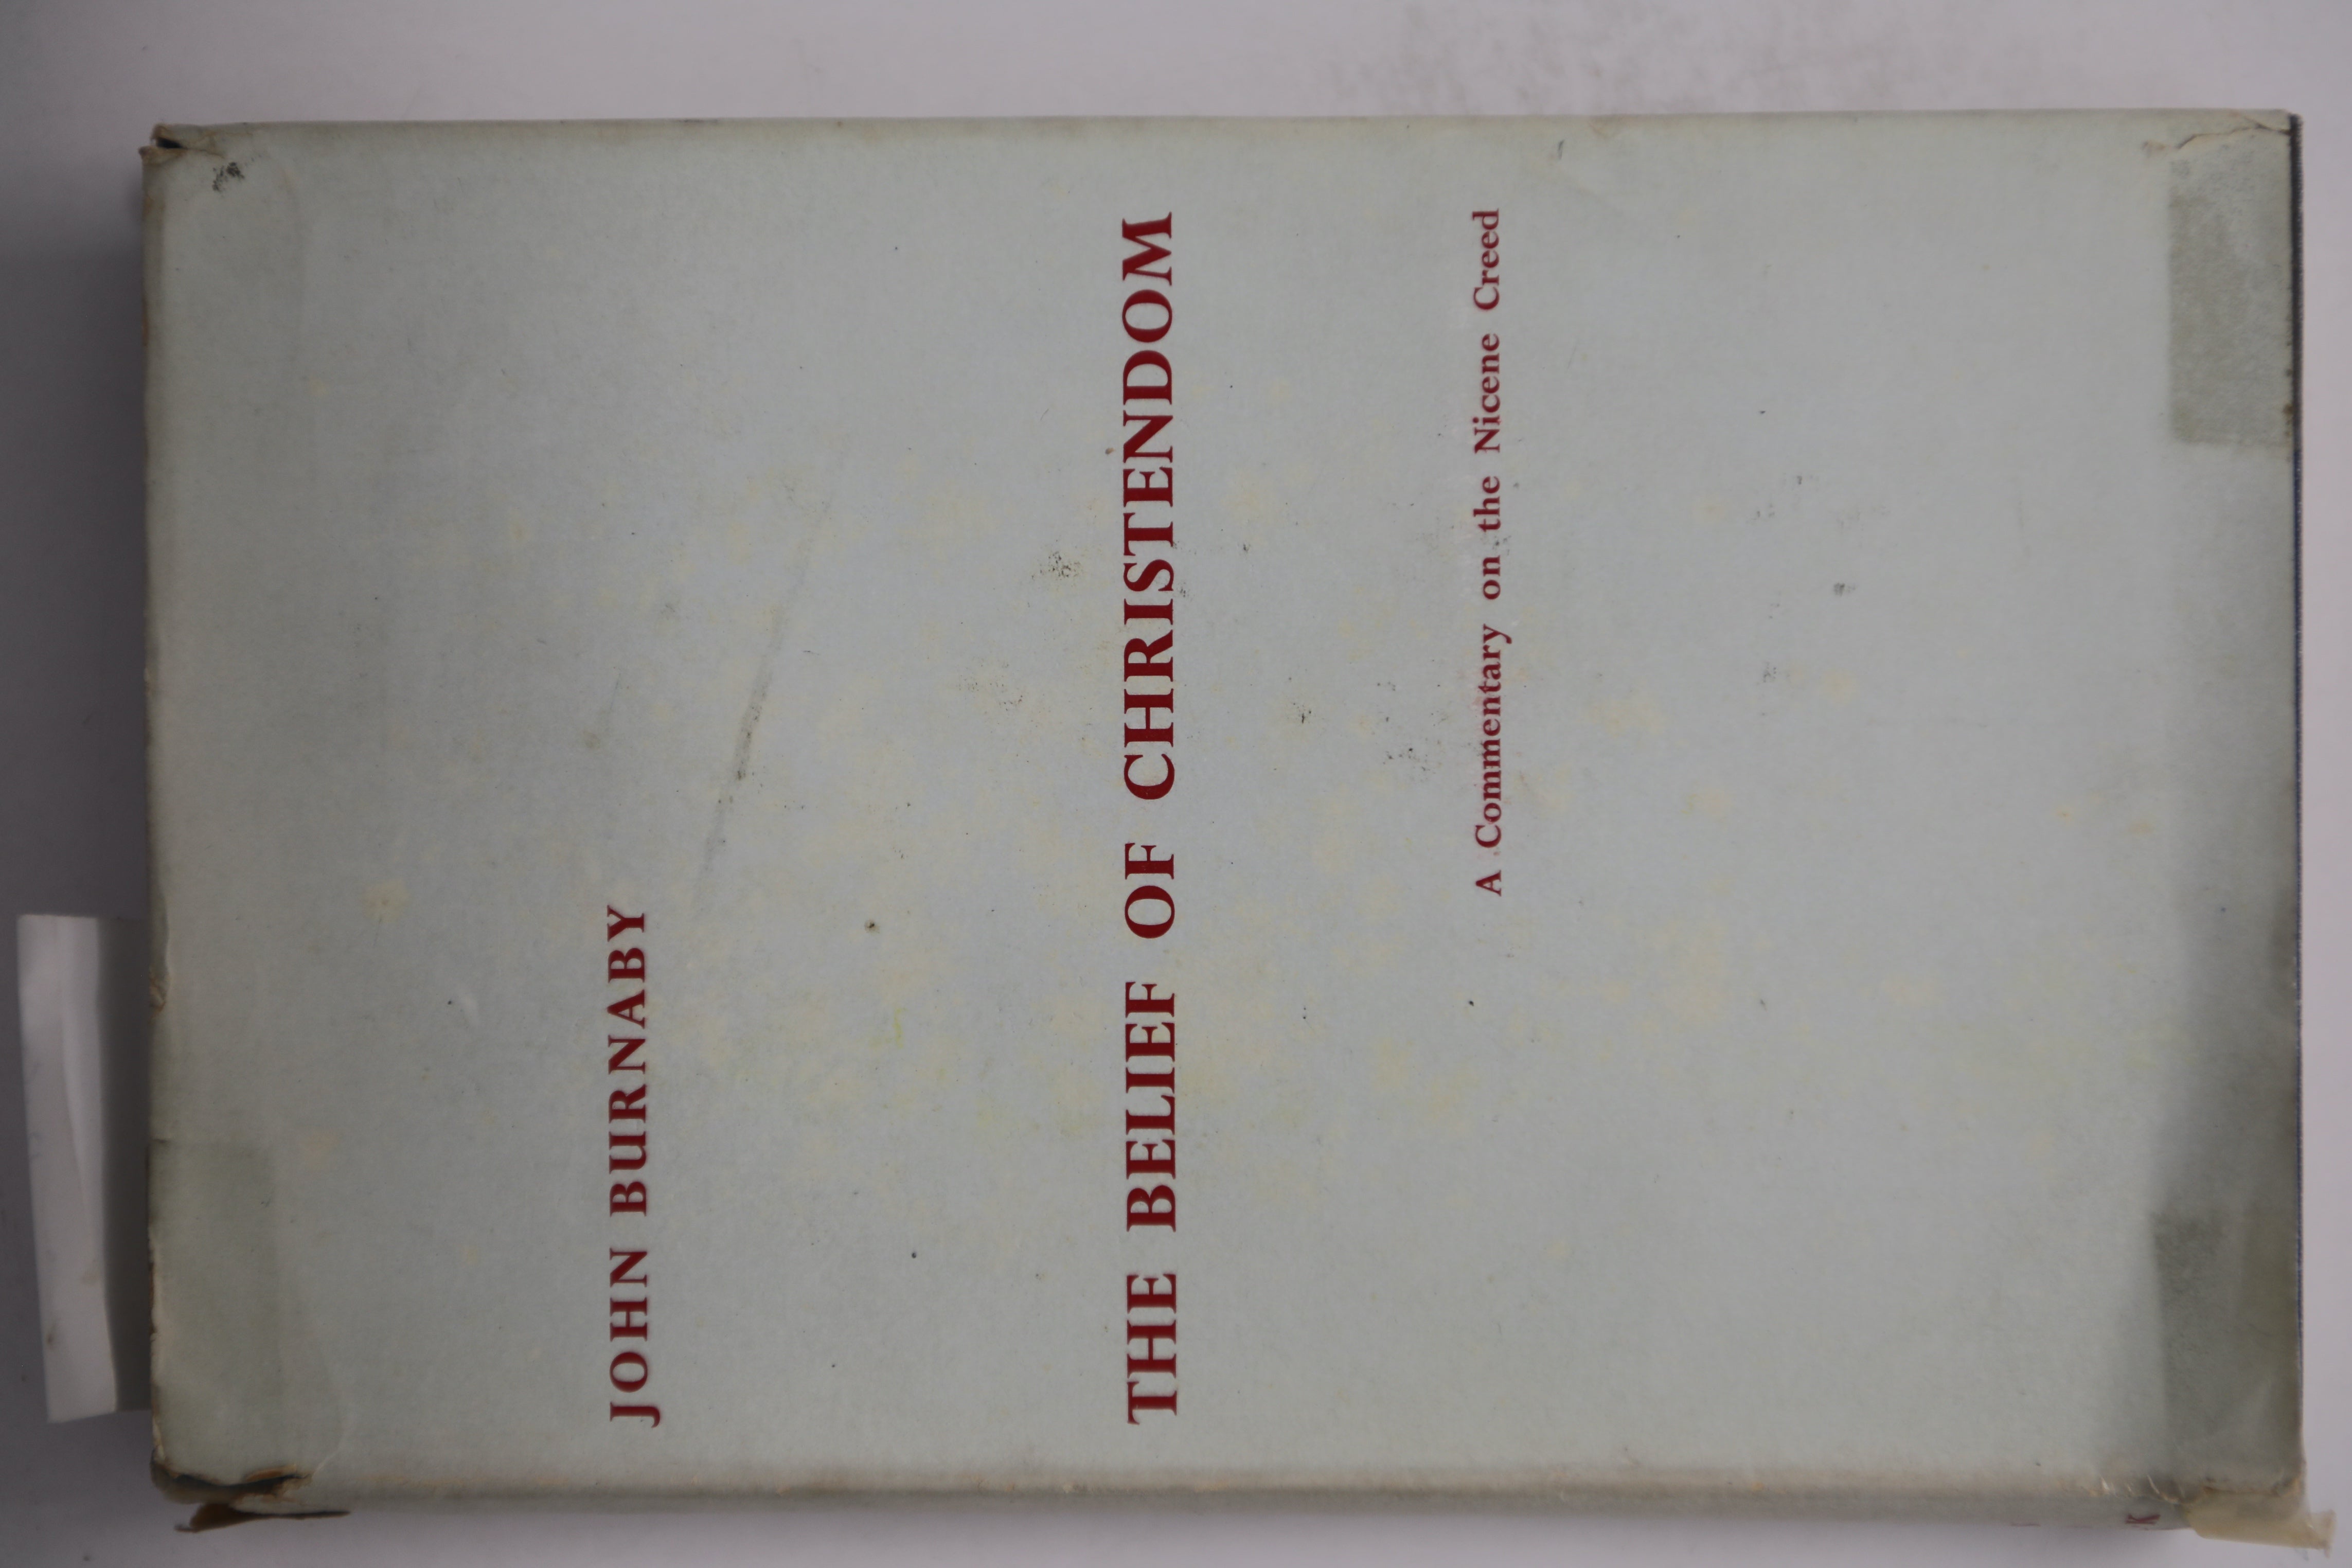 JOHN BURNABY
THE BELIEF OF CHRISTENDOM
A Commentary on the Nicene Creed
K